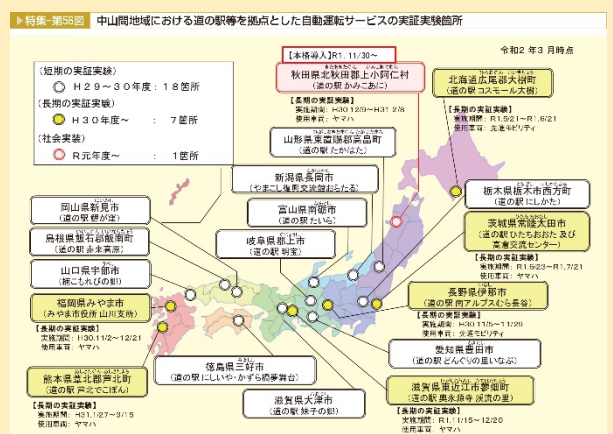 ▶特集-第56図 中山間地域における道の駅等を拠点とした自動運転サービスの実証実験箇所
令和2年3月時点
(短期の実証実験)
H29～30年度：18箇所
(長期の実証実験)
H30年度～：7箇所
(社会実装)
R元年度～：1箇所
【本格導入】R1.11/30～
秋田県北秋田郡上小阿仁村
(道の駅 かみこあに)
【長期の実証実験】
実施期間：H30.12/9～H31.2/8
使用車両：ヤマハ
北海道広尾郡大樹町
(道の駅 コスモール大樹)
【長期の実証実験】
実施期間：R1.5/21～R1.6/21
使用車両：先進モビリティ
山形県東置賜郡高畠町
(道の駅 たかはた)
新潟県長岡市
(やまこし復興交流館おらたる)
栃木県栃木市西方町
(道の駅 にしかた)
岡山県新見市
(道の駅 鯉が窪)
富山県南砺市
(道の駅 たいら)
茨城県常陸太田市
(道の駅 ひたちおおた 及び
高倉交流センター)
【長期の実証実験】
実施期間：R1.6/23～R1.7/21
使用車両：ヤマハ
島根県飯石郡飯南町
(道の駅 赤来高原)
岐阜県郡上市
(道の駅 明宝)
山口県宇部市
(楠こもれびの郷)
長野県伊那市
(道の駅 南アルプスむら長谷)
【長期の実証実験】
実施期間：H30.11/5～11/29
使用車両：先進モビリティ
福岡県みやま市
(みやま市役所 山川支所)
【長期の実証実験】
実施期間：H30.11/2～12/21
使用車両：ヤマハ
愛知県豊田市
(道の駅 どんぐりの里いなぶ)
熊本県葦北郡芦北町
(道の駅 芦北でこぽん)
【長期の実証実験】
実施期間：H31.1/27～3/15
使用車両：ヤマハ
徳島県三好市
(道の駅 にしいや・かずら橋夢舞台)
滋賀県大津市
(道の駅 妹子の郷)
滋賀県東近江市蓼畑町
(道の駅 奥永源寺 渓流の里)
【長期の実証実験】
実施期間：R1.11/15～12/20
使用車両：ヤマハ